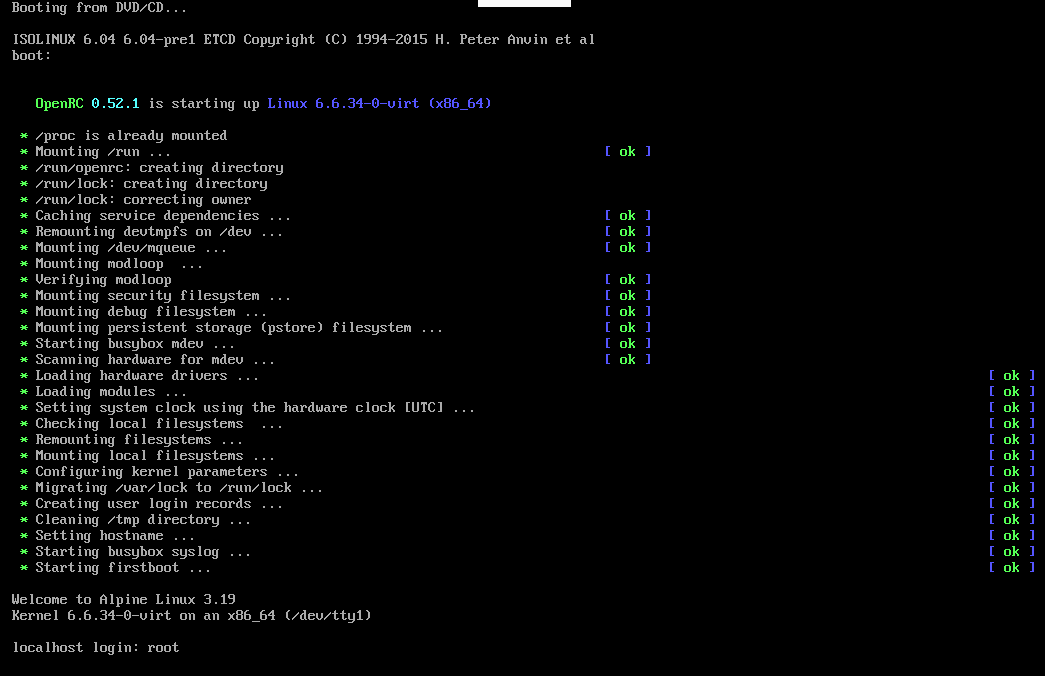 Booting from DVD/CD...
ISOLINUX 6.04 6.04-pre1 ETCD Copyright (C) 1994-2015 H. Peter Anvin et al
boot:
OpenRC 0.52.1 is starting up Linux 6.6.34-0-virt (x86_64)
* /proc is already mounted
* Mounting /run ... [ ok ]
* /run/openrc: creating directory
* /run/lock: creating directory
* /run/lock: correcting owner
* Caching service dependencies ... [ ok ]
* Remounting devtmpfs on /dev ... [ ok ]
* Mounting /dev/mqueue ... [ ok ]
* Mounting modloop  ...
* Verifying modloop [ ok ]
* Mounting security filesystem ... [ ok ]
* Mounting debug filesystem ... [ ok ]
* Mounting persistent storage (pstore) filesystem ... [ ok ]
* Starting busybox mdev ... [ ok ]
* Scanning hardware for mdev ... [ ok ]
* Loading hardware drivers ... [ ok ]
* Loading modules ... [ ok ]
* Setting system clock using the hardware clock [UTC] ... [ ok ]
* Checking local filesystems  ... [ ok ]
* Remounting filesystems ... [ ok ]
* Mounting local filesystems ... [ ok ]
* Configuring kernel parameters ... [ ok ]
* Migrating /var/lock to /run/lock ... [ ok ]
* Creating user login records ... [ ok ]
* Cleaning /tmp directory ... [ ok ]
* Setting hostname ... [ ok ]
* Starting busybox syslog ... [ ok ]
* Starting firstboot ... [ ok ]
Welcome to Alpine Linux 3.19
Kernel 6.6.34-0-virt on an x86_64 (/dev/tty1)
localhost login: root